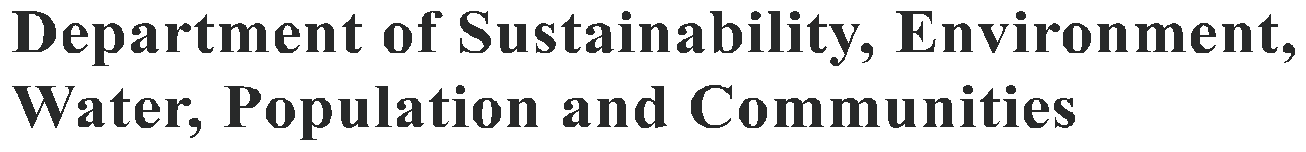 Department of Sustainability, Environment,
Water, Population and Communities